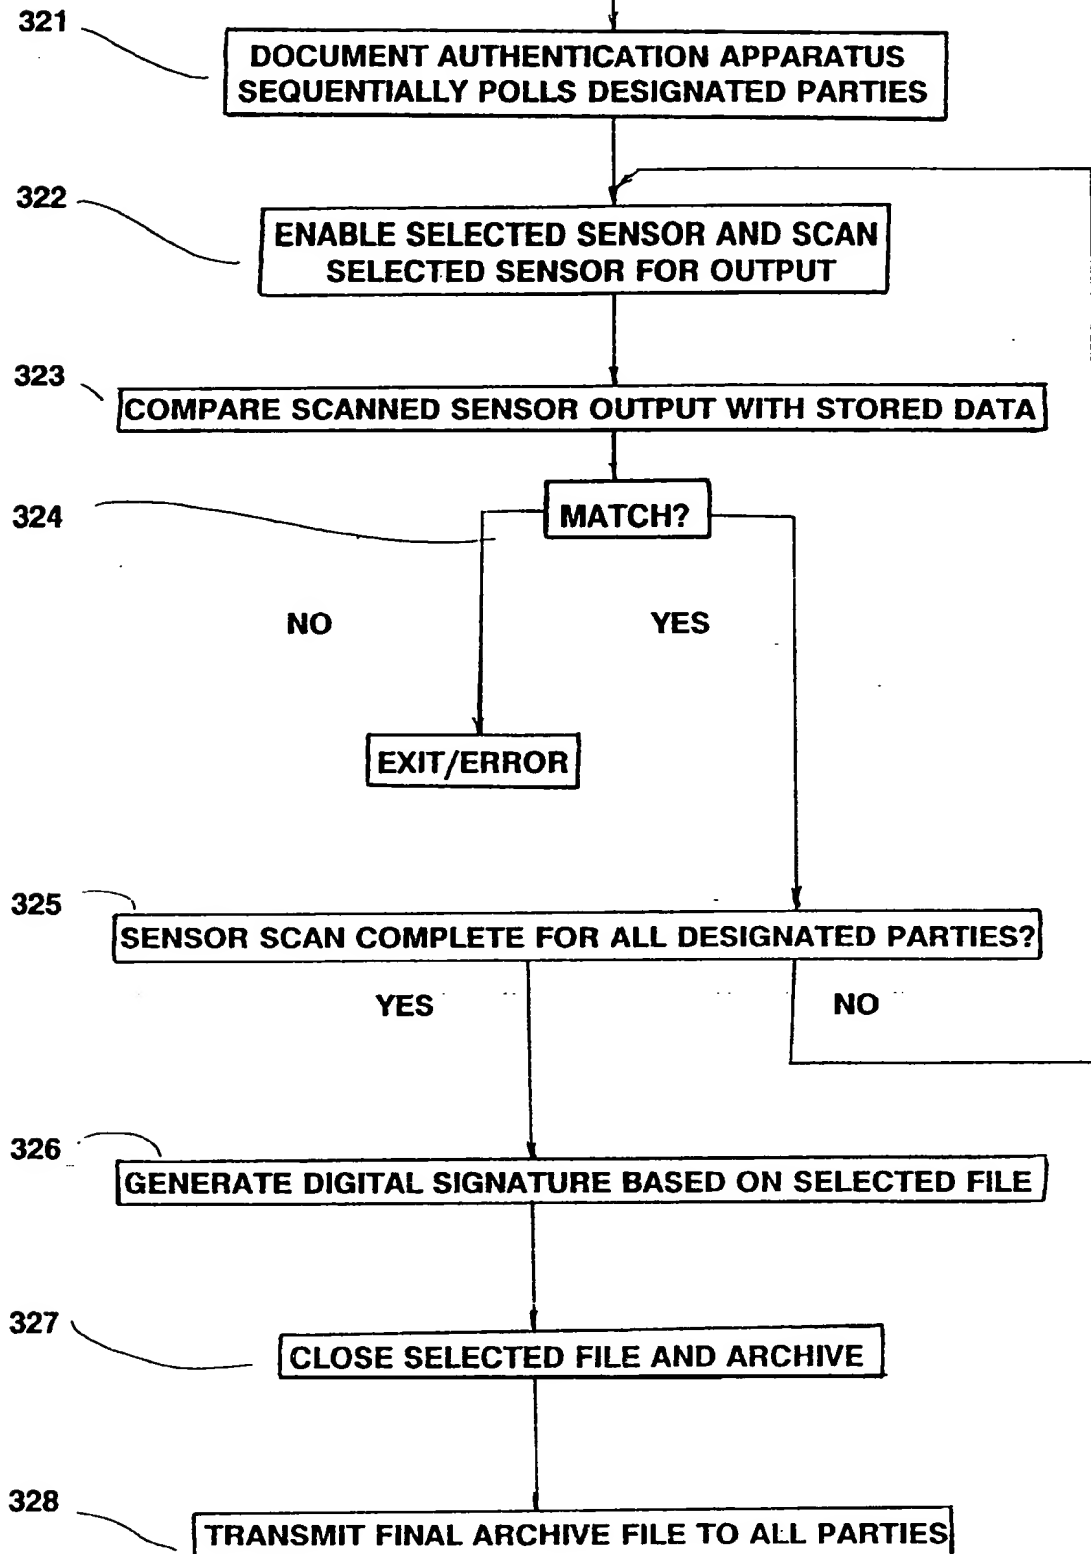 321
DOCUMENT AUTHENTICATION APPARATUS
SEQUENTIALLY POLLS DESIGNATED PARTIES
322
ENABLE SELECTED SENSOR AND SCAN
SELECTED SENSOR FOR OUTPUT
323
COMPARE SCANNED SENSOR OUTPUT WITH STORED DATA
324
MATCH?
NO
YES
EXIT/ERROR
325
SENSOR SCAN COMPLETE FOR ALL DESIGNATED PARTIES?
YES
NO
326
GENERATE DIGITAL SIGNATURE BASED ON SELECTED FILE
327
CLOSE SELECTED FILE AND ARCHIVE
328
TRANSMIT FINAL ARCHIVE FILE TO ALL PARTIES